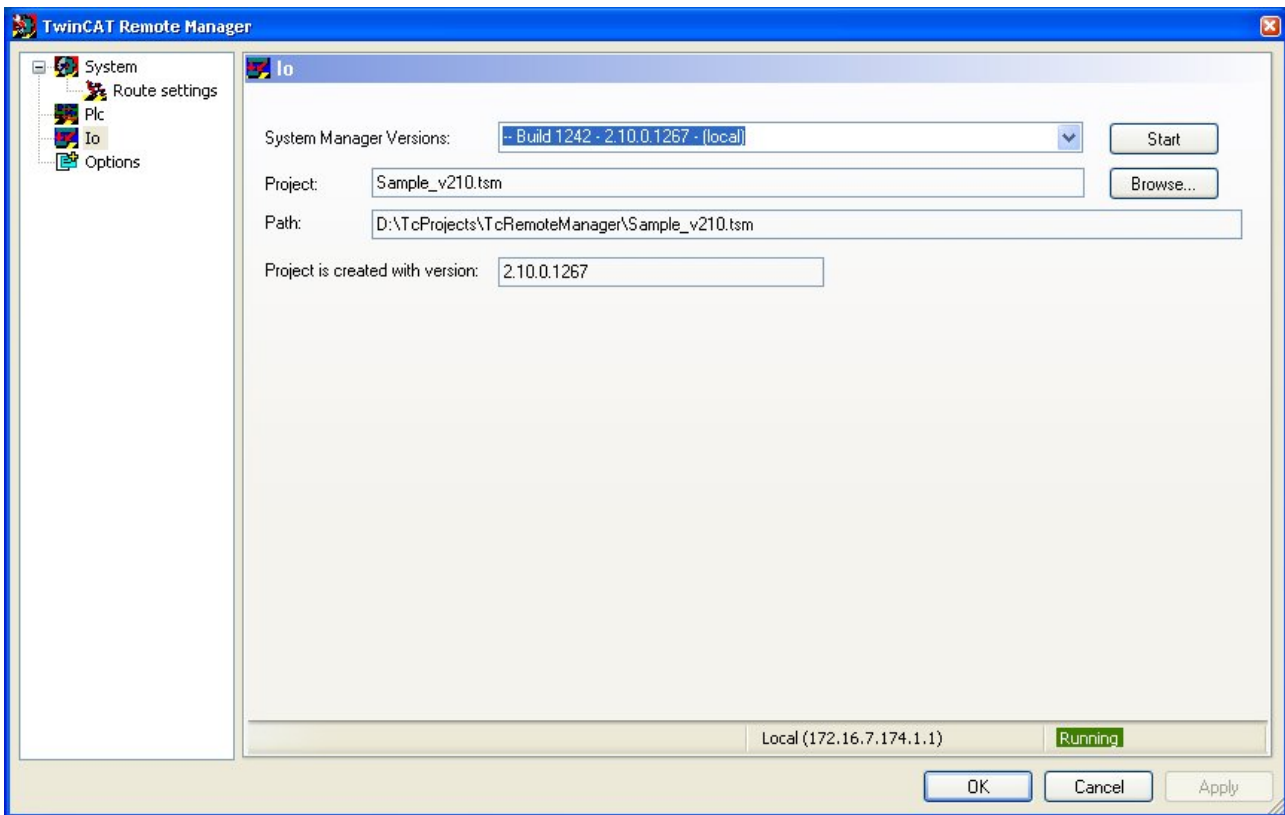 TwinCAT Remote Manager
System
Route settings
Plc
Io
Options
Io
System Manager Versions: -- Build 1242 - 2.10.0.1267 - (local) Start
Project: Sample_v210.tsm Browse...
Path: D:\TcProjects\TcRemoteManager\Sample_v210.tsm
Project is created with version: 2.10.0.1267
Local (172.16.7.174.1.1) Running
OK Cancel Apply